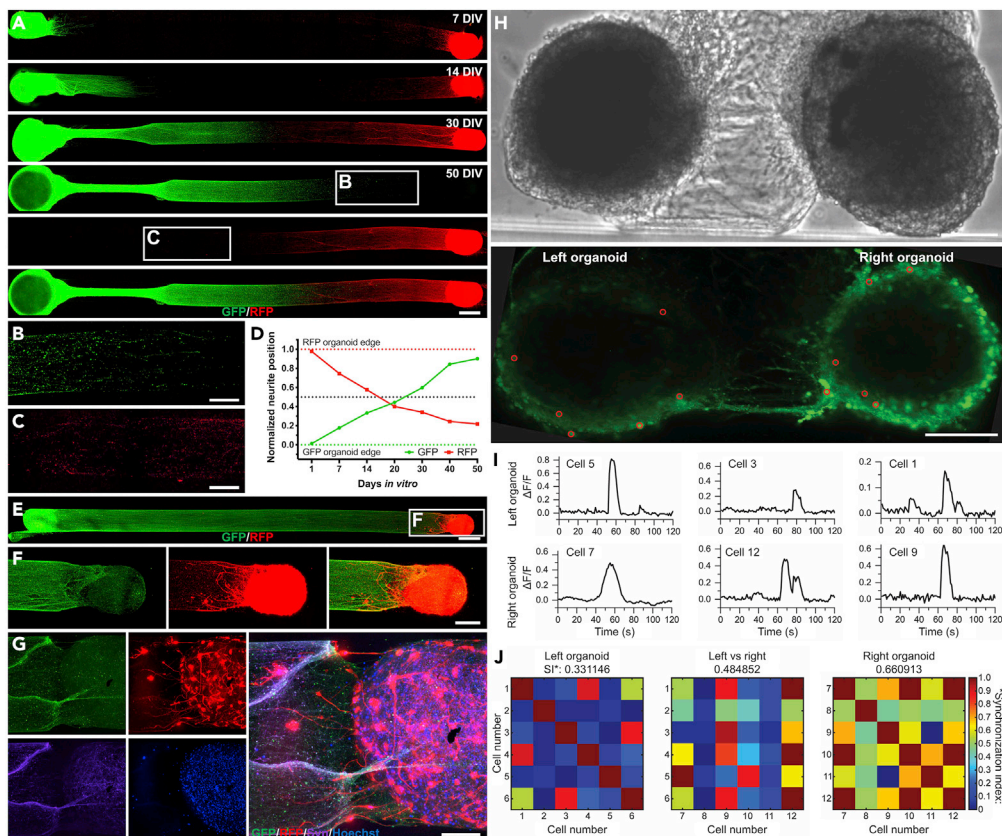 A
7 DIV
14 DIV
30 DIV
50 DIV
B
C
GFP/RFP
B
C
D
Normalized neurite position
RFP organoid edge
1.0
0.8
0.6
0.4
0.2
0.0
GFP organoid edge
GFP
RFP
1 7 14 20 30 40 50
Days in vitro
E
F
GFP/RFP
F
G
GFP/RFP/Syn/Hoechst
H
Left organoid
Right organoid
I
Left organoid
ΔF/F
Cell 5
0.8
0.4
0.0
0 20 40 60 80 100 120
Cell 3
0.8
0.6
0.4
0.2
0.0
0 20 40 60 80 100 120
Cell 1
0.2
0.1
0.0
0 20 40 60 80 100 120
Right organoid
ΔF/F
Cell 7
0.6
0.4
0.2
0.0
0 20 40 60 80 100 120
Time (s)
Cell 12
0.6
0.4
0.2
0.0
0 20 40 60 80 100 120
Time (s)
Cell 9
0.6
0.4
0.2
0.0
0 20 40 60 80 100 120
Time (s)
J
Left organoid
SI*: 0.331146
Left vs right
0.484852
Right organoid
0.660913
Cell number
1
2
3
4
5
6
1 2 3 4 5 6
Cell number
1
2
3
4
5
6
7 8 9 10 11 12
Cell number
7
8
9
10
11
12
7 8 9 10 11 12
Cell number
1.0
0.9
0.8
0.7
0.6
0.5
0.4
0.3
0.2
0.1
0
*Synchronization index: